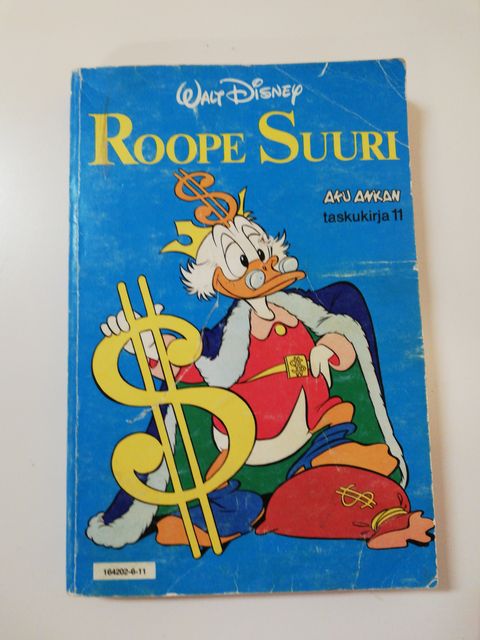 Walt Disney
ROOPE SUURI
AKU ANKAN
taskukirja 11
$
$
$
164202-6-11